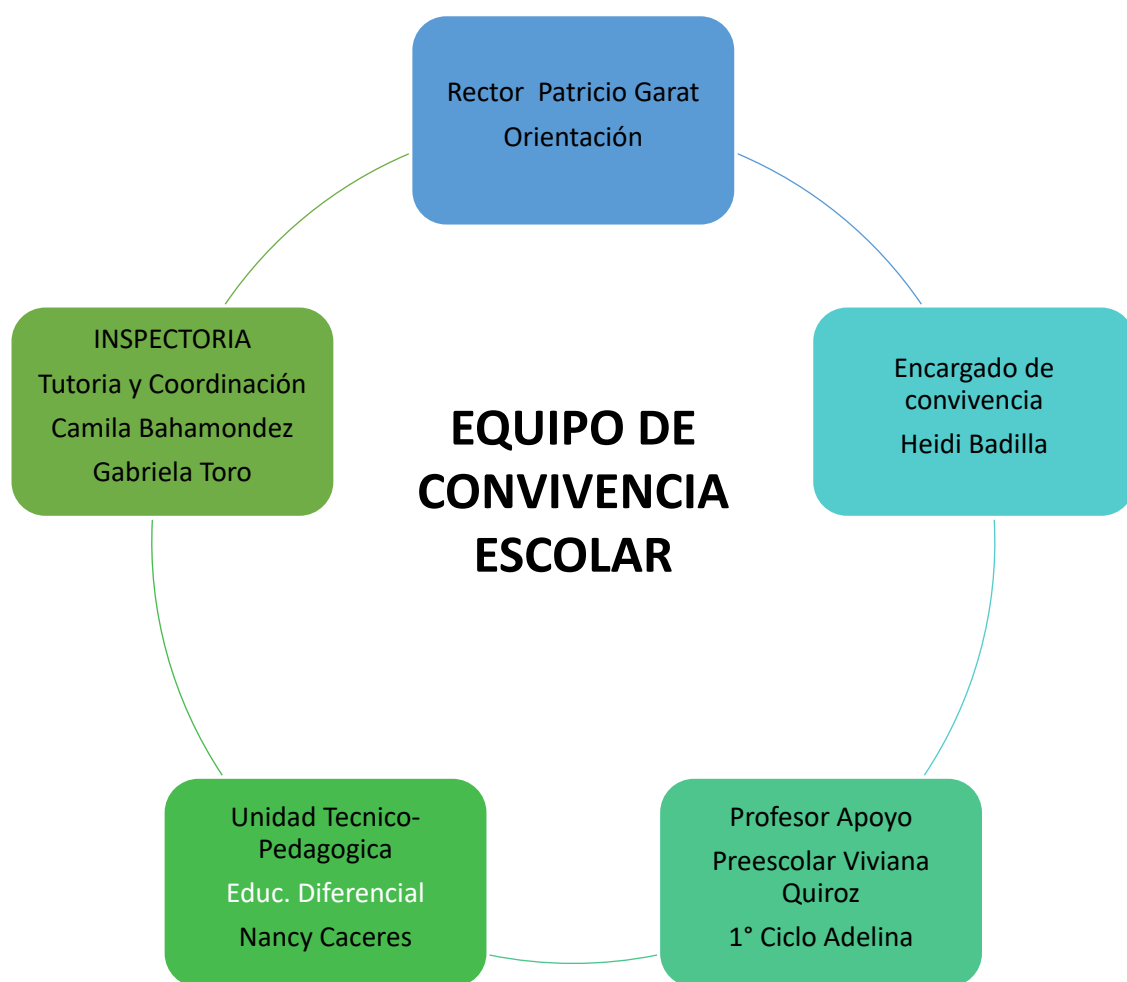 Rector  Patricio Garat
Orientación
INSPECTORIA
Tutoria y Coordinación
Camila Bahamondez
Gabriela Toro
Encargado de
convivencia
Heidi Badilla
EQUIPO DE
CONVIVENCIA
ESCOLAR
Unidad Tecnico-
Pedagogica
Educ. Diferencial
Nancy Caceres
Profesor Apoyo
Preescolar Viviana
Quiroz
1° Ciclo Adelina